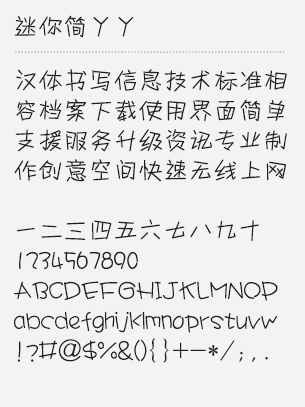 迷你简丫丫
汉体书写信息技术标准相
容档案下载使用界面简单
支援服务升级资讯专业制
作创意空间快速无线上网
一二三四五六七八九十
1234567890
ABCDEFGHIJKLMNOP
abcdefghijklmnoprstuvw
!?#@$%&(){}+-*/;,.